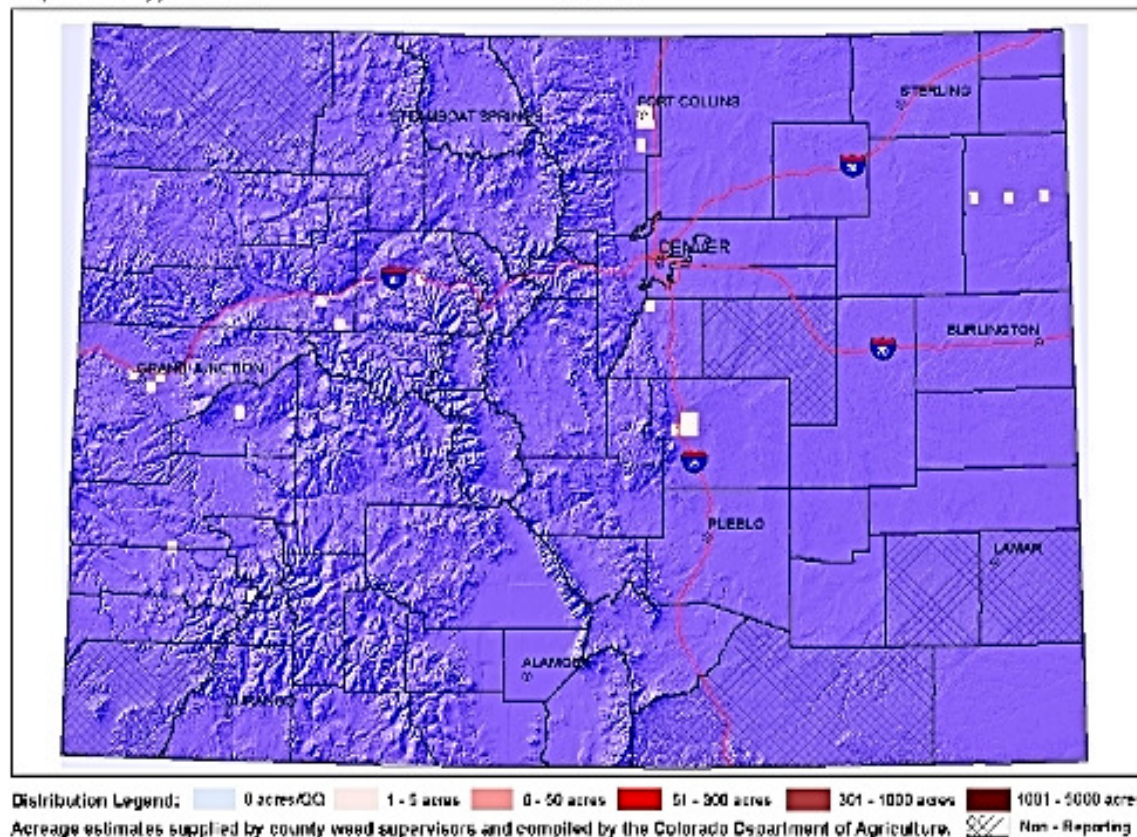 STEAMBOAT SPRINGS
FORT COLLINS
STERLING
DENVER
BURLINGTON
GRAND JUNCTION
PUEBLO
LAMAR
ALAMOSA
DURANGO
Distribution Legend: 0 acres/QQ 1 - 5 acres 6 - 50 acres 51 - 300 acres 301 - 1000 acres 1001 - 5000 acres
Acreage estimates supplied by county weed supervisors and compiled by the Colorado Department of Agriculture. Non - Reporting